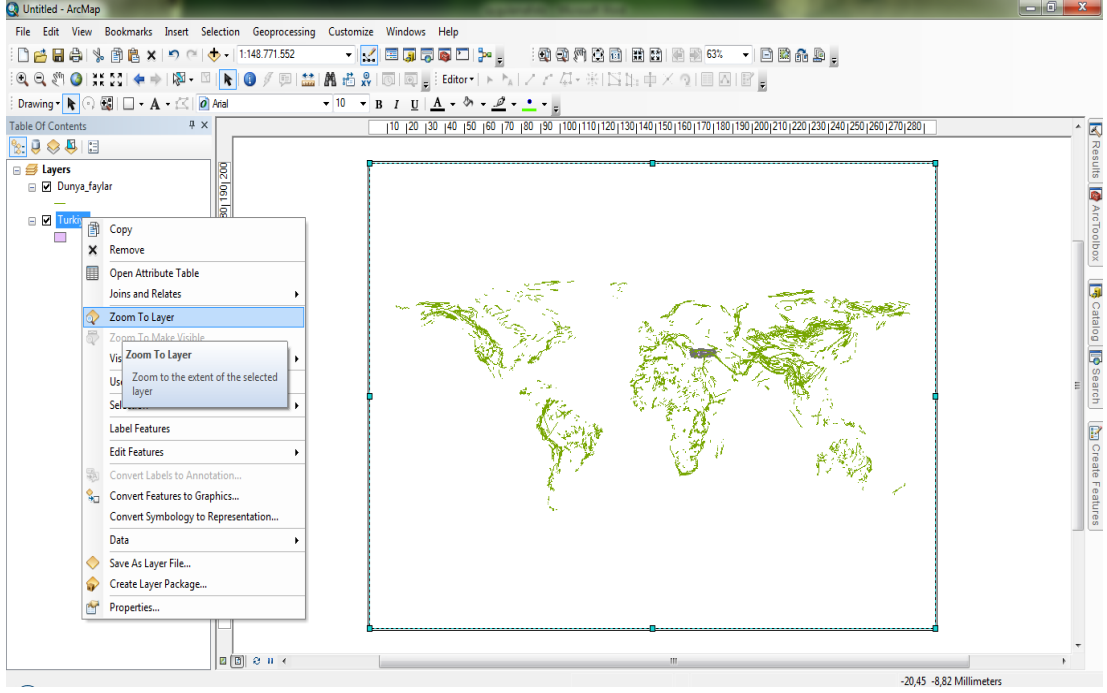 Untitled - ArcMap
File Edit View Bookmarks Insert Selection Geoprocessing Customize Windows Help
1:148.771.552 63%
Editor
Drawing A Arial 10 B I U A
Table Of Contents
10 20 30 40 50 60 70 80 90 100 110 120 130 140 150 160 170 180 190 200 210 220 230 240 250 260 270 280
Layers
Dunya_faylar
Turkiy
190 200
Copy
Remove
Open Attribute Table
Joins and Relates
Zoom To Layer
Zoom To Make Visible
Vis
Zoom To Layer
Zoom to the extent of the selected
layer
Us
Selection
Label Features
Edit Features
Convert Labels to Annotation...
Convert Features to Graphics...
Convert Symbology to Representation...
Data
Save As Layer File...
Create Layer Package...
Properties...
Results
ArcToolbox
Catalog
Search
Create Features
-20,45 -8,82 Millimeters